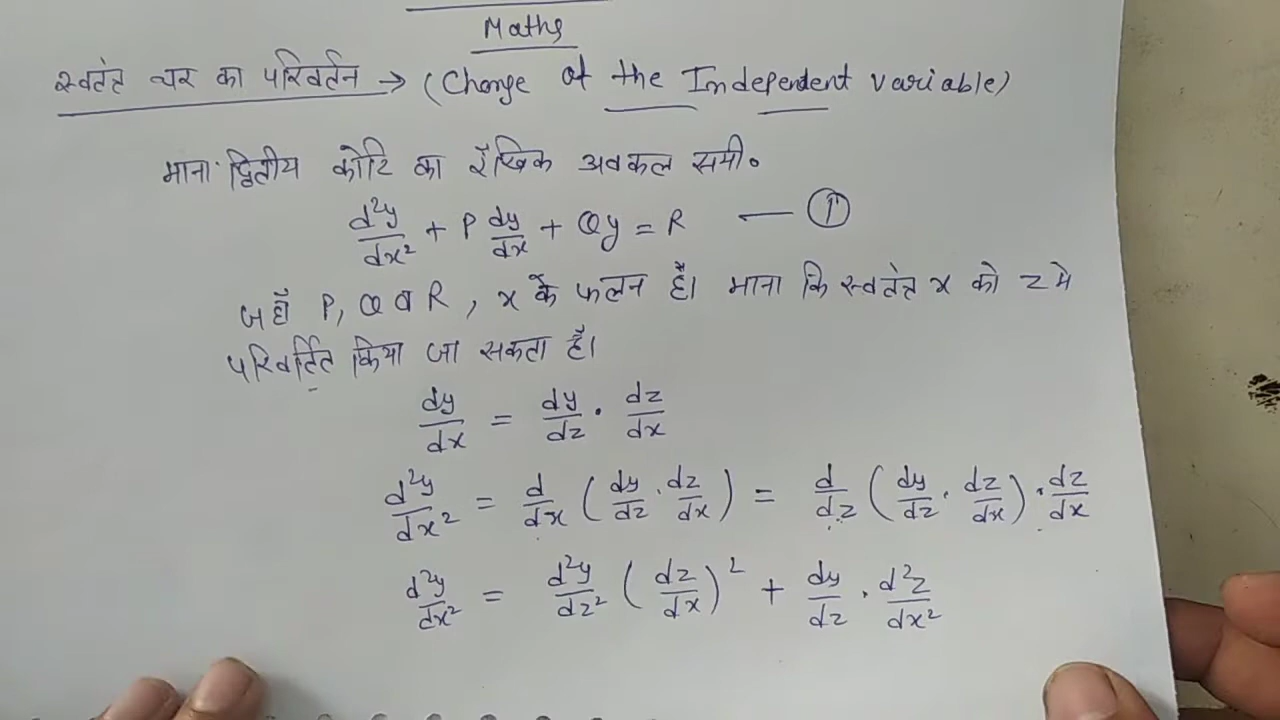 Maths
स्वतंत्र चर का परिवर्तन → (Change of the Independent variable)
माना द्वितीय कोटि का रैखिक अवकल समी०
d²y/dx² + P dy/dx + Qy = R — ①
जहाँ P, Q व R , x के फलन है। माना कि स्वतंत्र x को z मे
परिवर्तित किया जा सकता है।
dy/dx = dy/dz · dz/dx
d²y/dx² = d/dx (dy/dz · dz/dx) = d/dz (dy/dz · dz/dx) · dz/dx
d²y/dx² = d²y/dz² (dz/dx)² + dy/dz · d²z/dx²